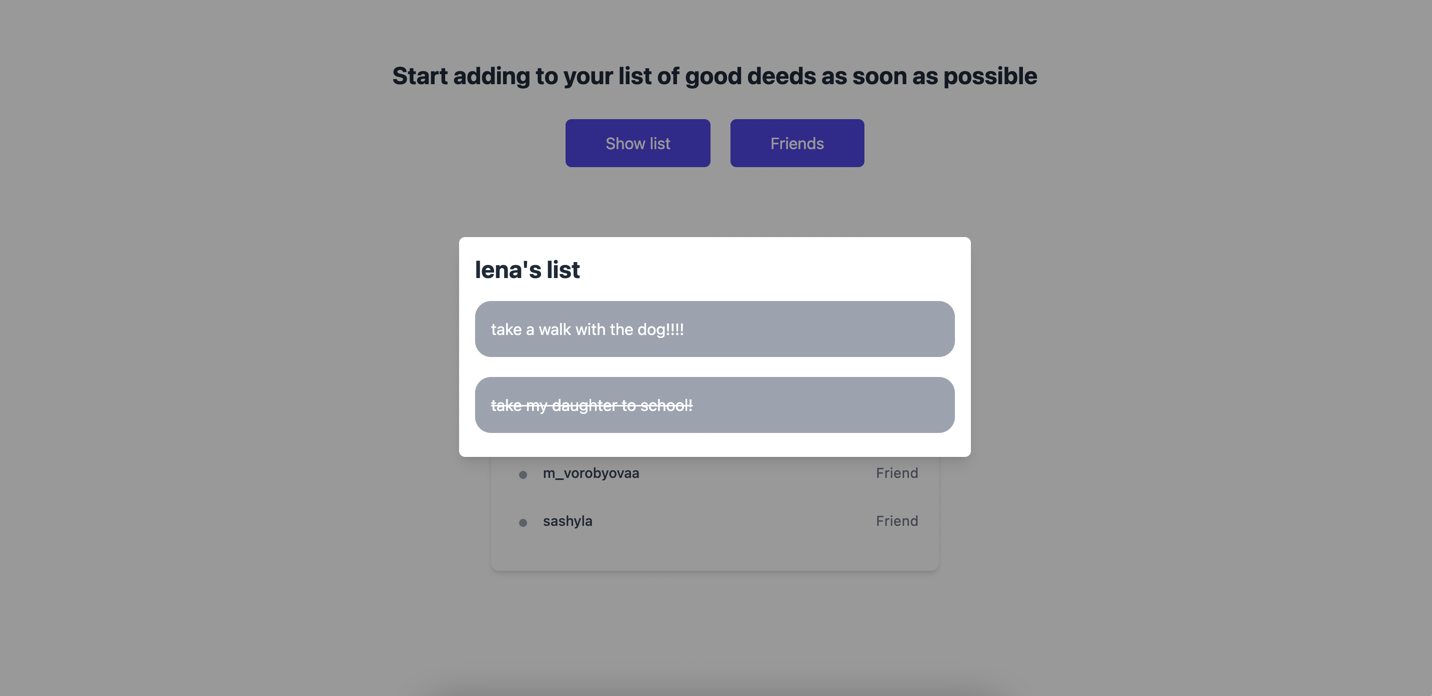 Start adding to your list of good deeds as soon as possible
Show list
Friends
lena's list
take a walk with the dog!!!!
take my daughter to school!
m_vorobyovaa
Friend
sashyla
Friend